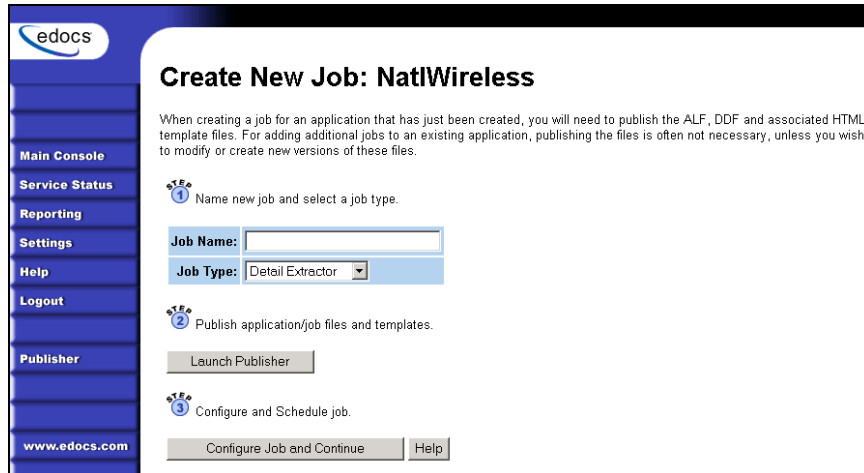 edocs
Create New Job: NatlWireless
When creating a job for an application that has just been created, you will need to publish the ALF, DDF and associated HTML
template files. For adding additional jobs to an existing application, publishing the files is often not necessary, unless you wish
to modify or create new versions of these files.
Main Console
Service Status
Reporting
Settings
Help
Logout
Publisher
www.edocs.com
STEP
1 Name new job and select a job type.
Job Name:
Job Type: Detail Extractor
STEP
2 Publish application/job files and templates.
Launch Publisher
STEP
3 Configure and Schedule job.
Configure Job and Continue Help